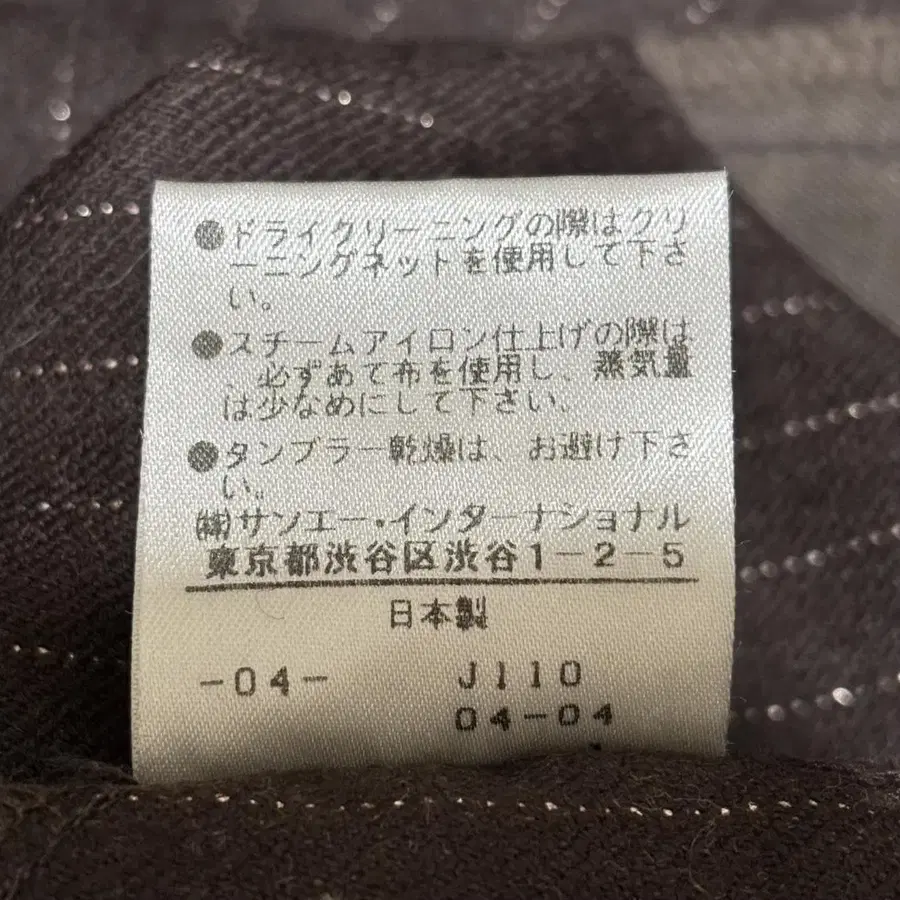 ●ドライクリーニングの際はクリ
ーニングネットを使用して下さ
い。
●スチームアイロン仕上げの際は
、必ずあて布を使用し、蒸気量
は少なめにして下さい。
●タンブラー乾燥は、お避け下さ
い。
㈱サンエー・インターナショナル
東京都渋谷区渋谷1-2-5
日本製
-04- J110
04-04